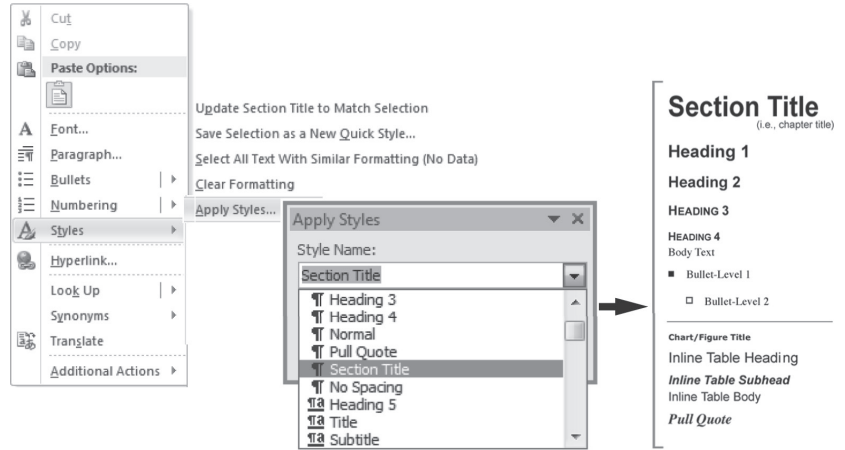 Cut
Copy
Paste Options:
Font...
Paragraph...
Bullets
Numbering
Styles
Hyperlink...
Look Up
Synonyms
Translate
Additional Actions
Update Section Title to Match Selection
Save Selection as a New Quick Style...
Select All Text With Similar Formatting (No Data)
Clear Formatting
Apply Styles...
Apply Styles
Style Name:
Section Title
¶ Heading 3
¶ Heading 4
¶ Normal
¶ Pull Quote
¶ Section Title
¶ No Spacing
¶a Heading 5
¶a Title
¶a Subtitle
Section Title
(i.e., chapter title)
Heading 1
Heading 2
HEADING 3
HEADING 4
Body Text
Bullet-Level 1
Bullet-Level 2
Chart/Figure Title
Inline Table Heading
Inline Table Subhead
Inline Table Body
Pull Quote